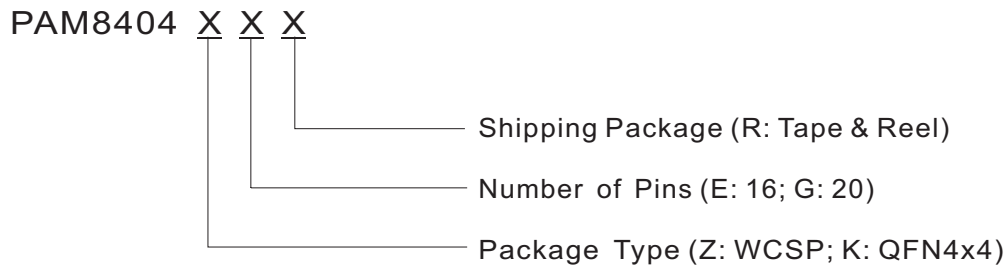 PAM8404 X X X
Shipping Package (R: Tape & Reel)
Number of Pins (E: 16; G: 20)
Package Type (Z: WCSP; K: QFN4x4)